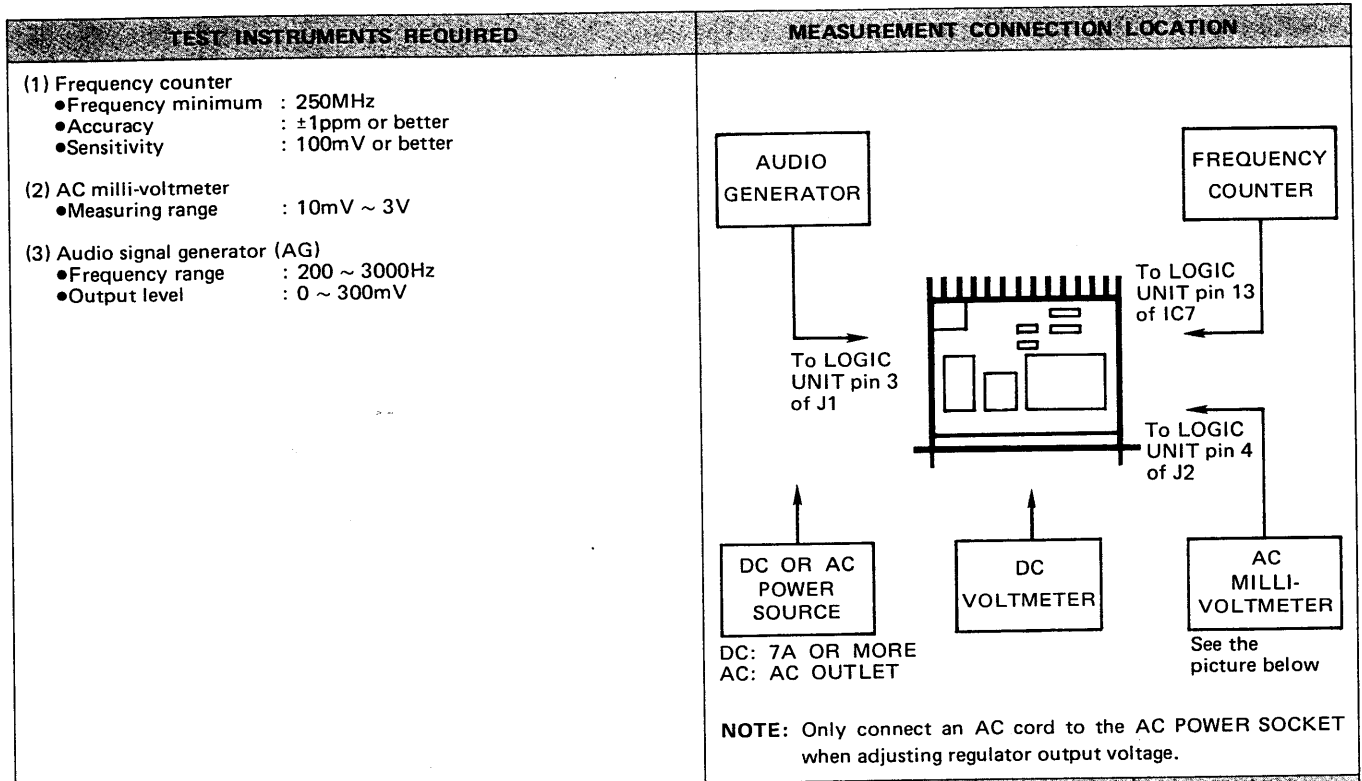 TEST INSTRUMENTS REQUIRED
(1) Frequency counter
●Frequency minimum : 250MHz
●Accuracy : ±1ppm or better
●Sensitivity : 100mV or better
(2) AC milli-voltmeter
●Measuring range : 10mV ~ 3V
(3) Audio signal generator (AG)
●Frequency range : 200 ~ 3000Hz
●Output level : 0 ~ 300mV
MEASUREMENT CONNECTION LOCATION
AUDIO
GENERATOR
FREQUENCY
COUNTER
To LOGIC
UNIT pin 13
of IC7
To LOGIC
UNIT pin 3
of J1
To LOGIC
UNIT pin 4
of J2
DC OR AC
POWER
SOURCE
DC
VOLTMETER
AC
MILLI-
VOLTMETER
DC: 7A OR MORE
AC: AC OUTLET
See the
picture below
NOTE: Only connect an AC cord to the AC POWER SOCKET
when adjusting regulator output voltage.